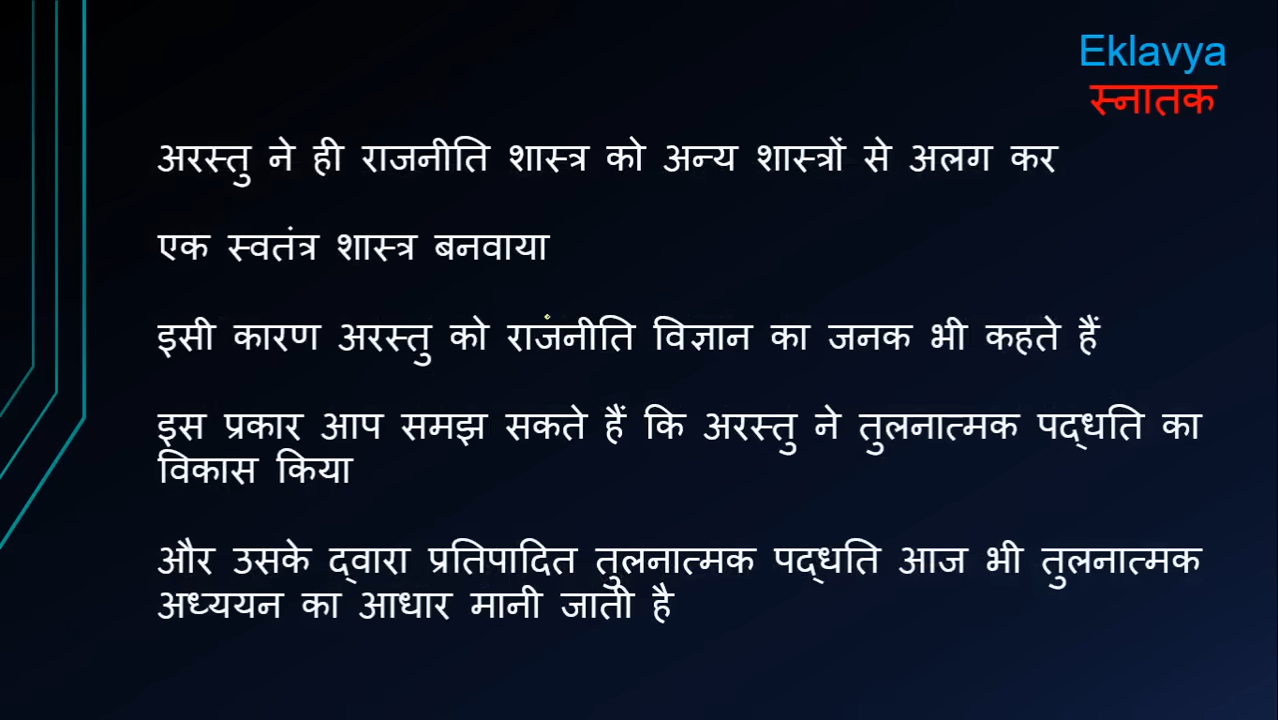 Eklavya
स्नातक
अरस्तु ने ही राजनीति शास्त्र को अन्य शास्त्रों से अलग कर
एक स्वतंत्र शास्त्र बनवाया
इसी कारण अरस्तु को राजनीति विज्ञान का जनक भी कहते हैं
इस प्रकार आप समझ सकते हैं कि अरस्तु ने तुलनात्मक पद्धति का
विकास किया
और उसके द्वारा प्रतिपादित तुलनात्मक पद्धति आज भी तुलनात्मक
अध्ययन का आधार मानी जाती है